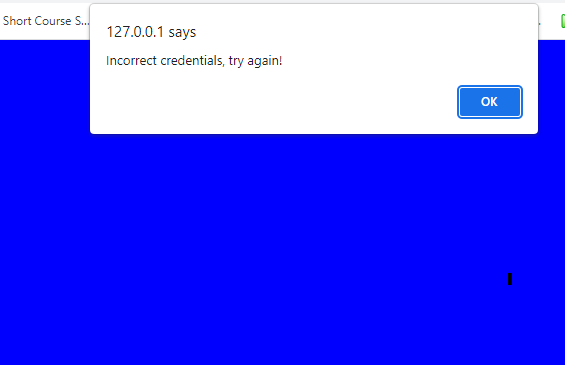 Short Course S...
127.0.0.1 says
Incorrect credentials, try again!
OK